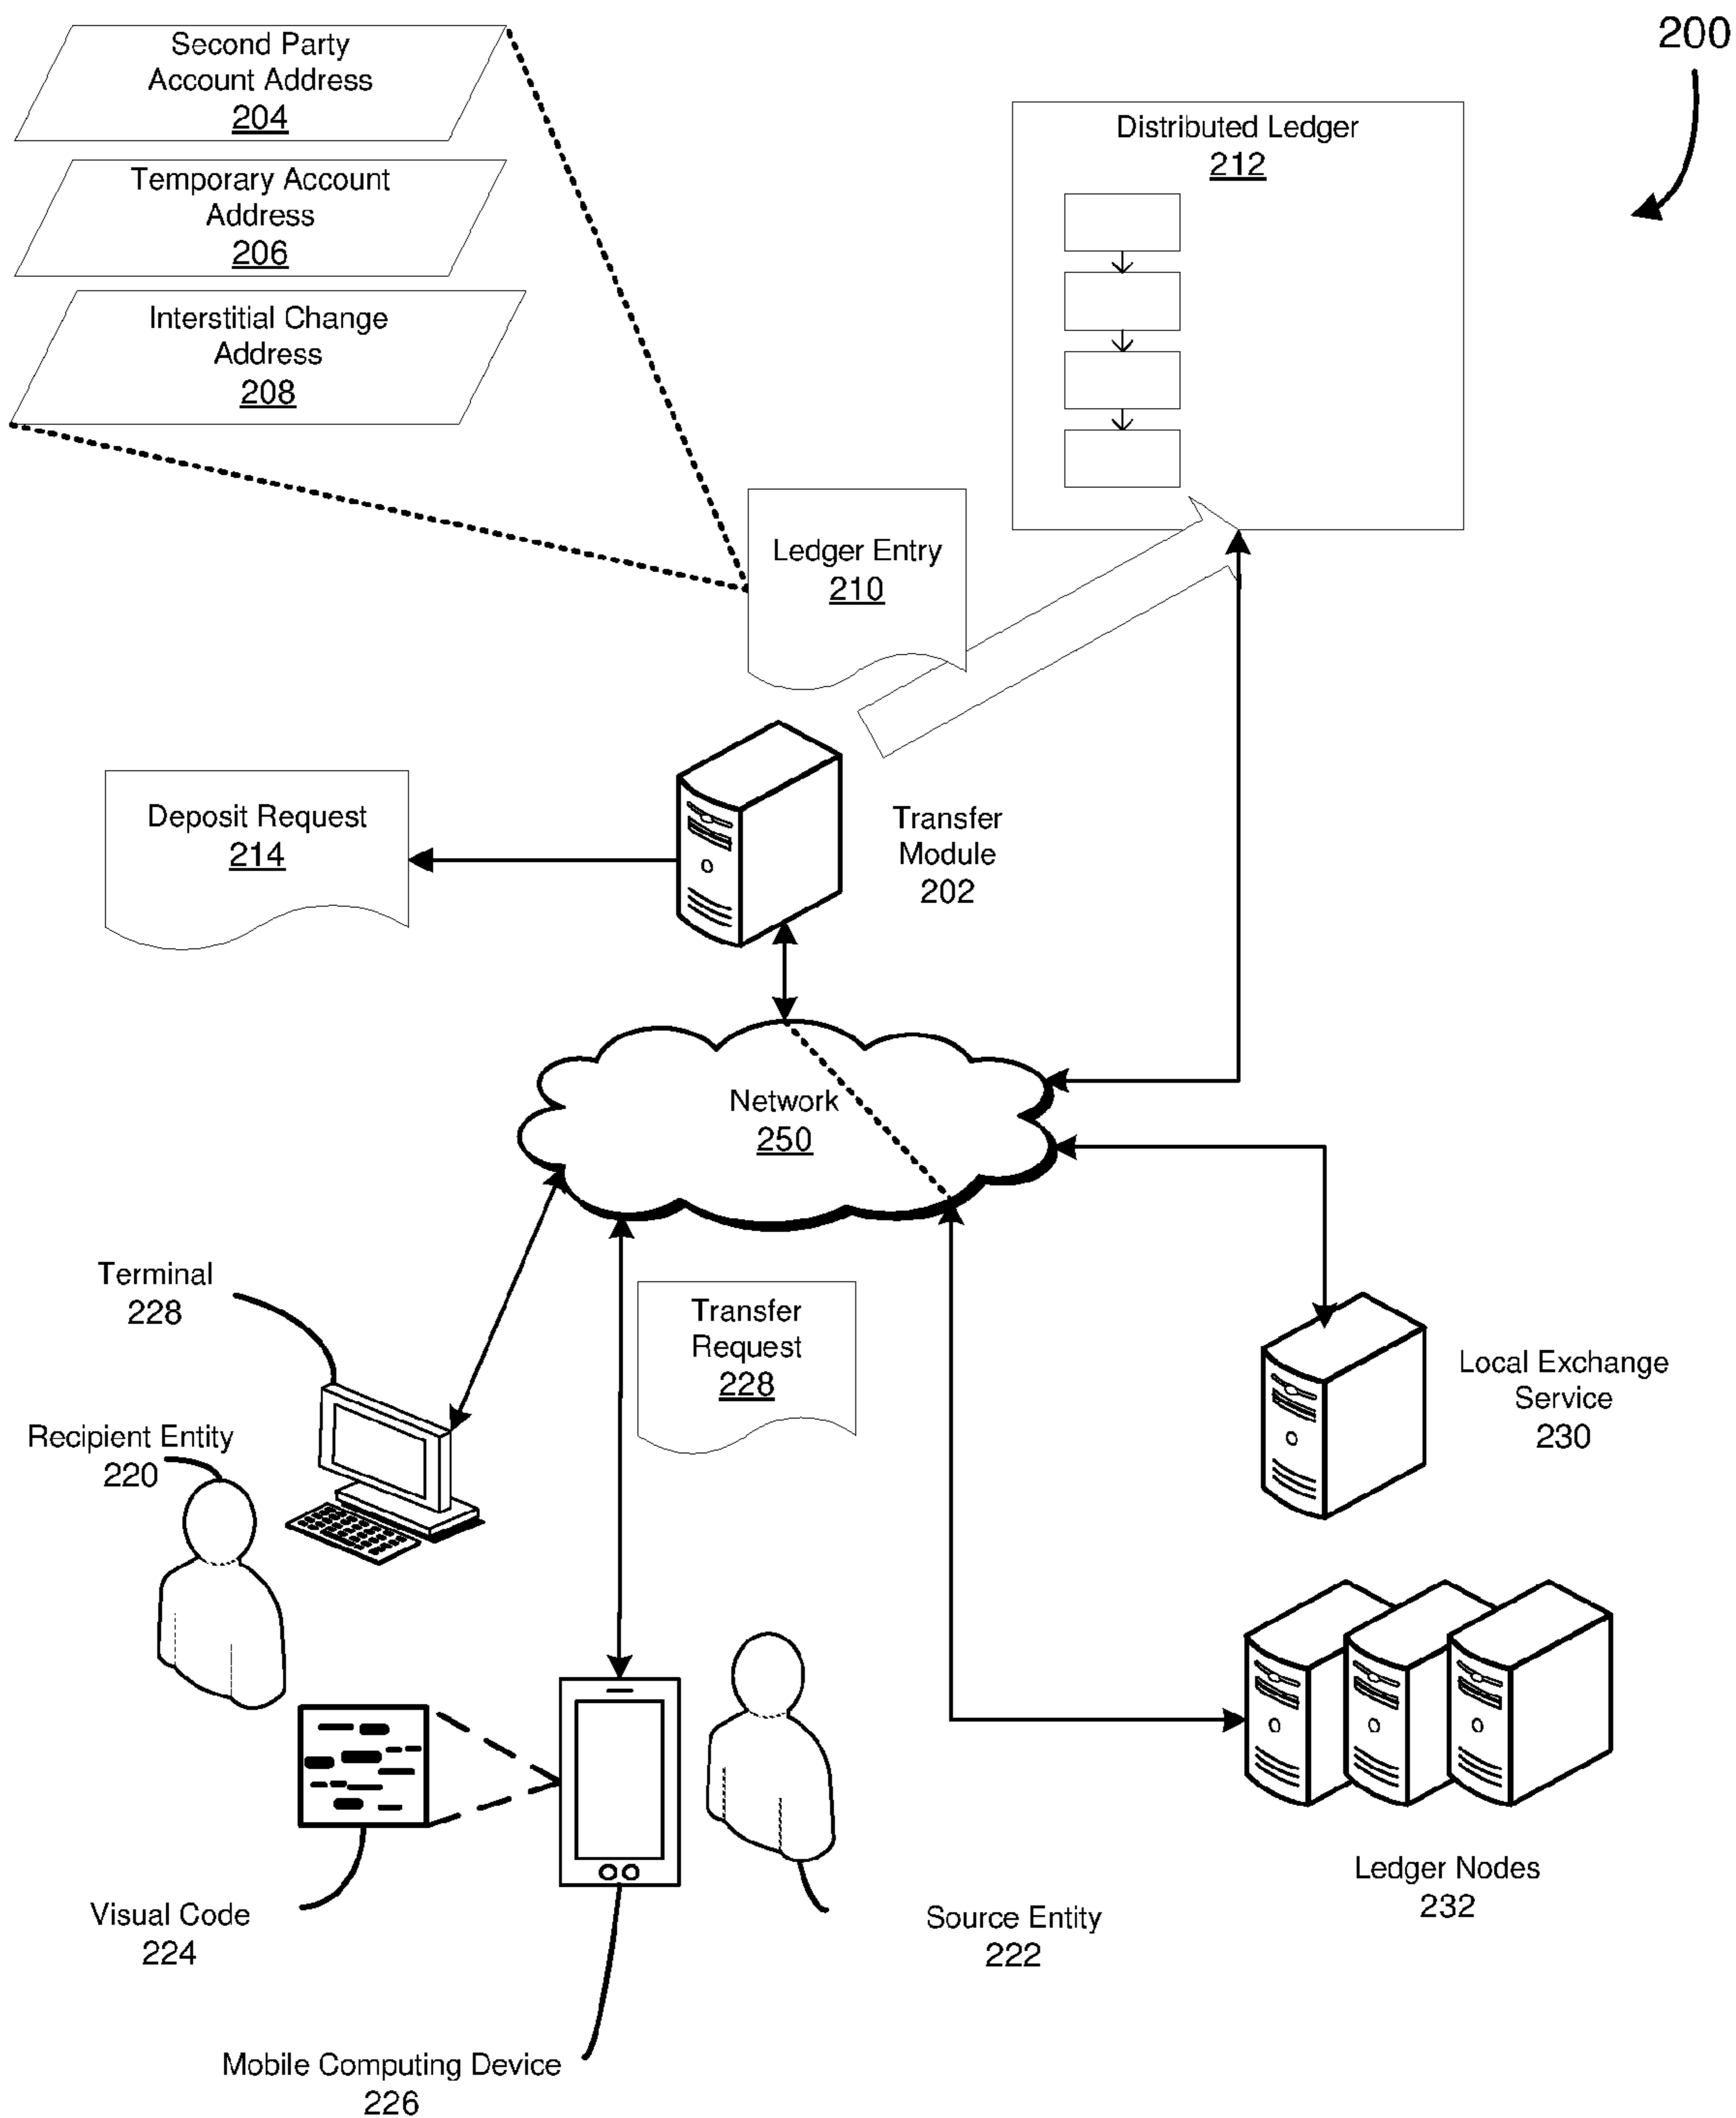 200
Second Party
Account Address
204
Temporary Account
Address
206
Interstitial Change
Address
208
Distributed Ledger
212
Ledger Entry
210
Deposit Request
214
Transfer
Module
202
Network
250
Terminal
228
Transfer
Request
228
Recipient Entity
220
Local Exchange
Service
230
Visual Code
224
Source Entity
222
Ledger Nodes
232
Mobile Computing Device
226